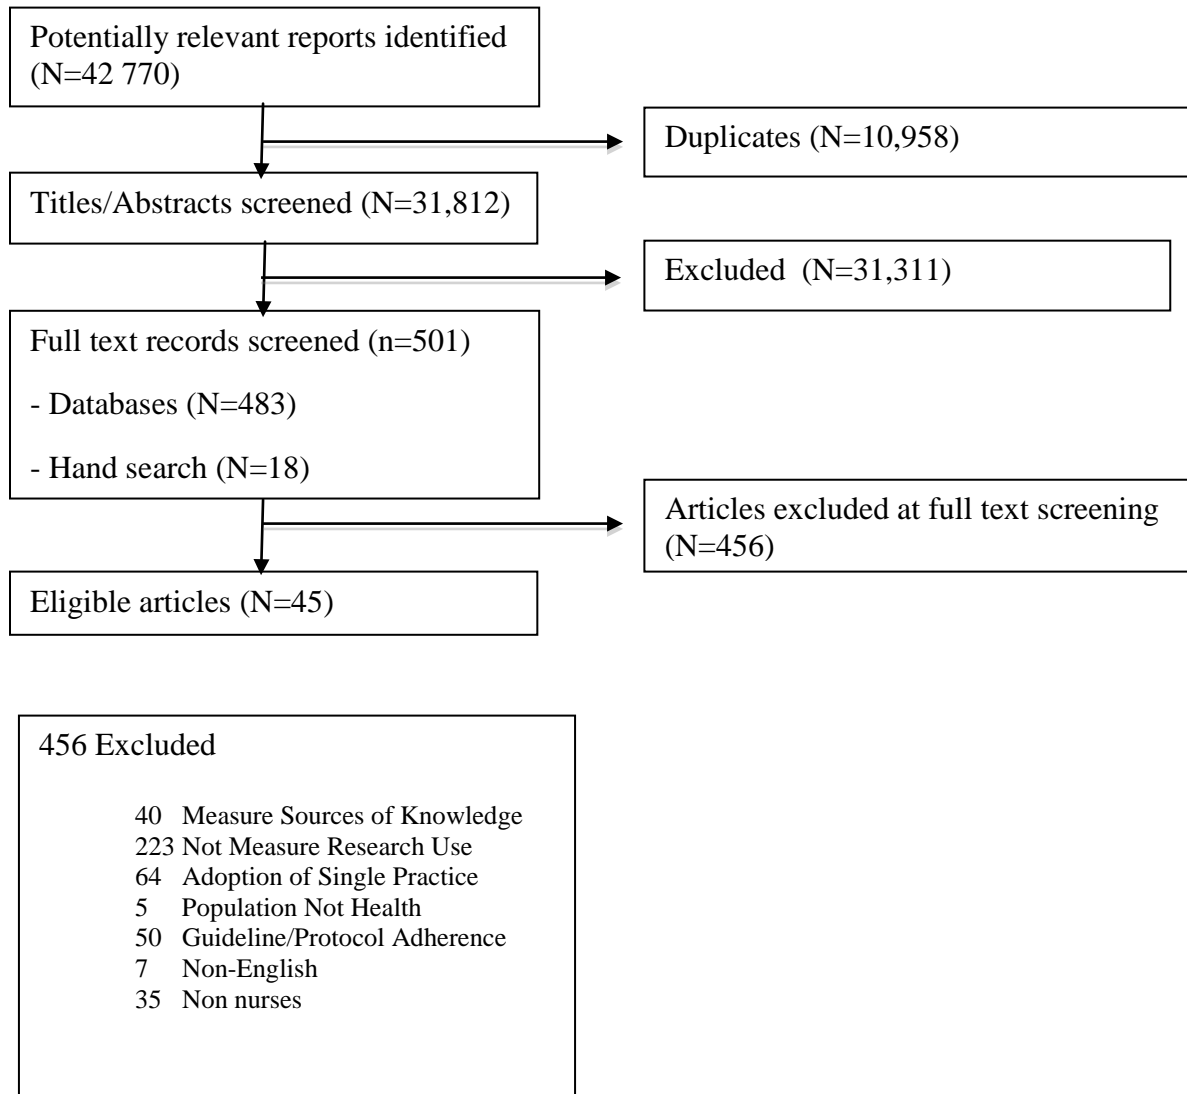 Potentially relevant reports identified
(N=42 770)
Duplicates (N=10,958)
Titles/Abstracts screened (N=31,812)
Excluded  (N=31,311)
Full text records screened (n=501)
- Databases (N=483)
- Hand search (N=18)
Articles excluded at full text screening
(N=456)
Eligible articles (N=45)
456 Excluded
40 Measure Sources of Knowledge
223 Not Measure Research Use
64 Adoption of Single Practice
5 Population Not Health
50 Guideline/Protocol Adherence
7 Non-English
35 Non nurses